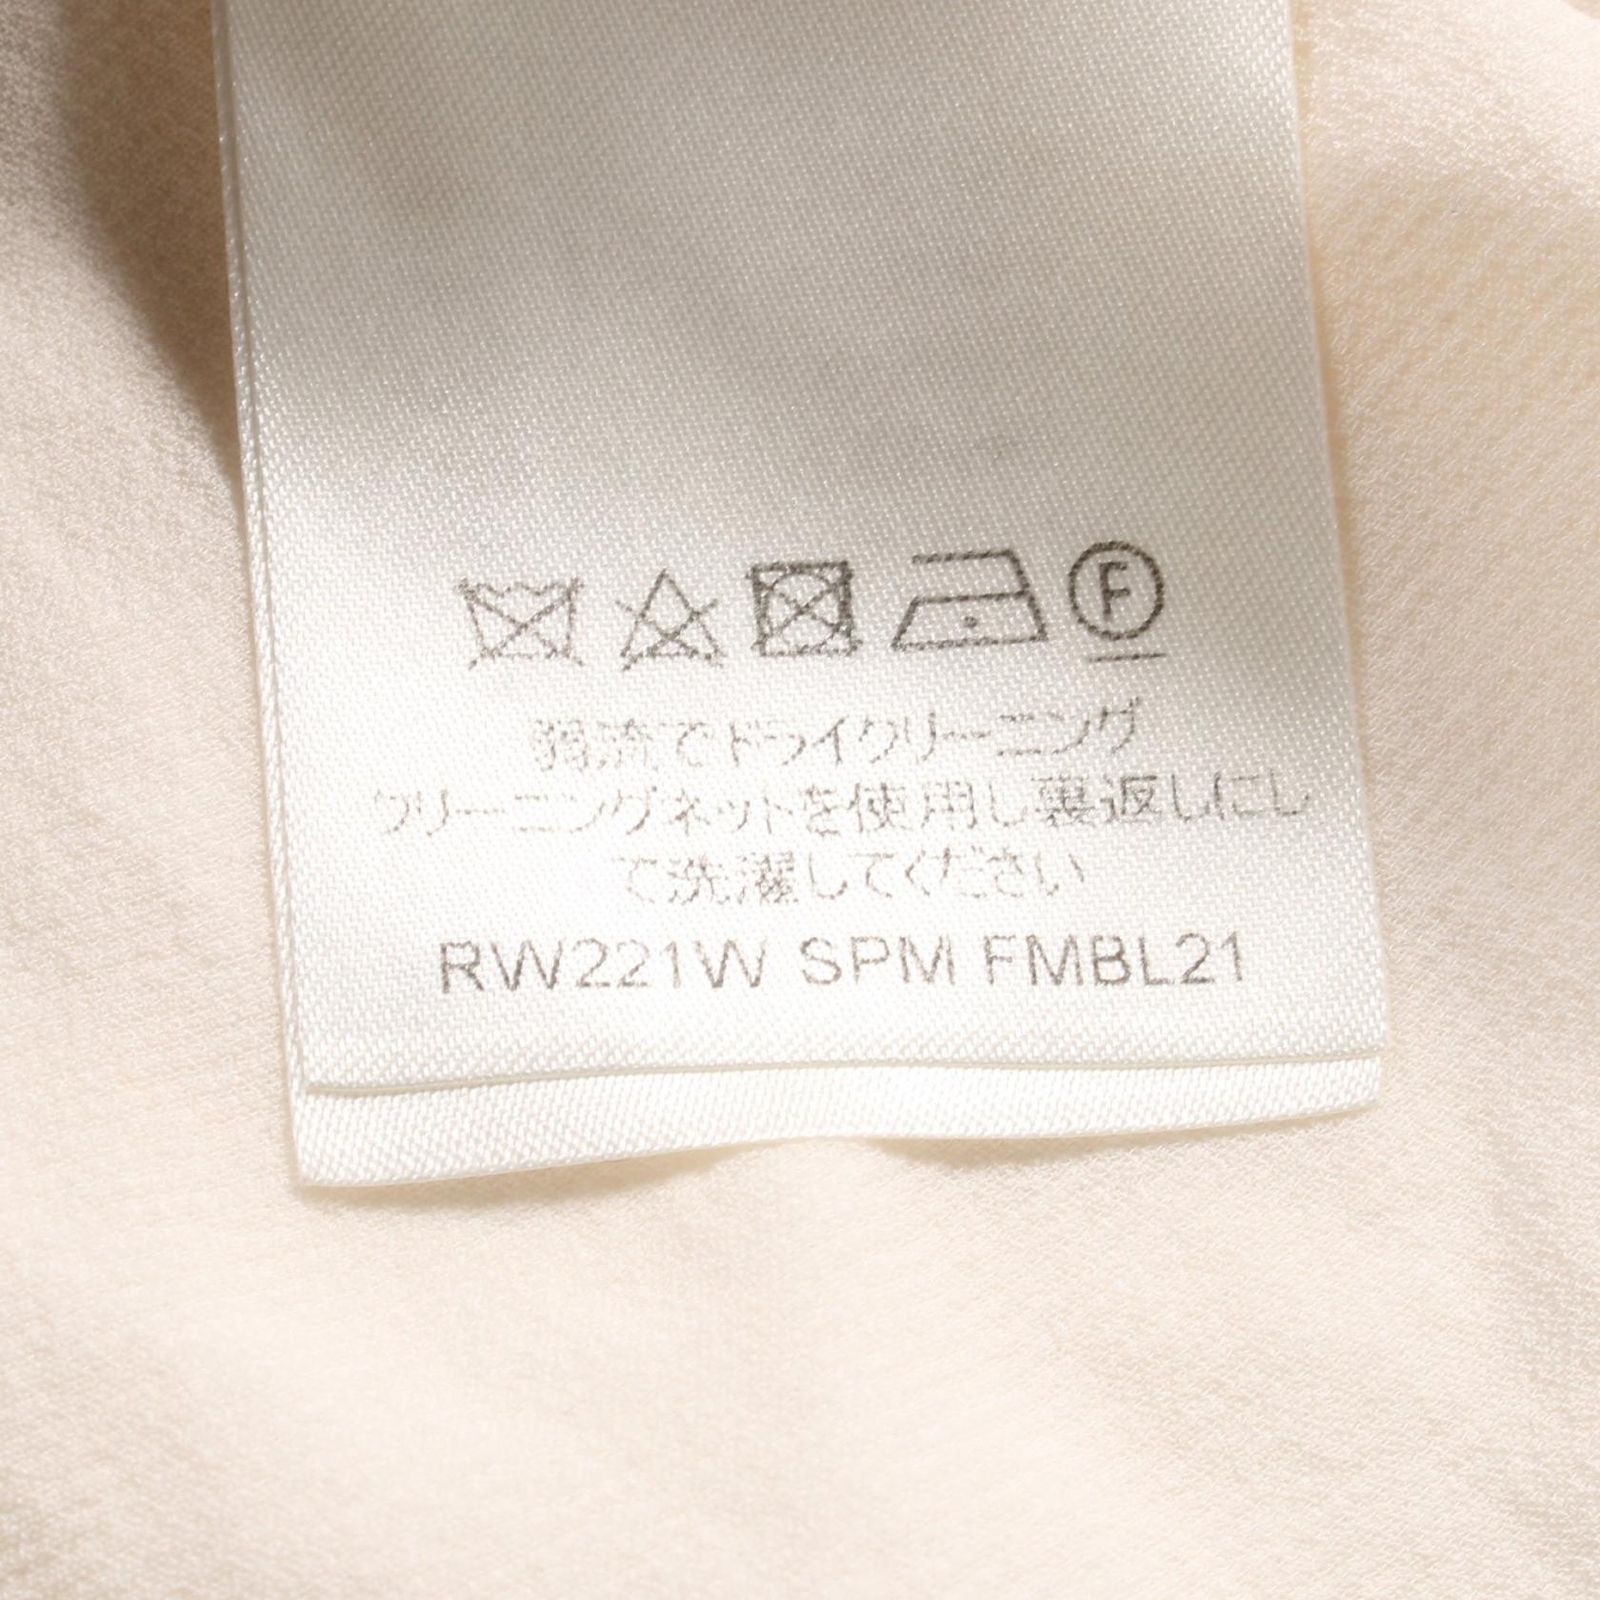 F
弱流でドライクリーニング
クリーニングネットを使用し裏返しにし
て洗濯してください
RW221W SPM FMBL21